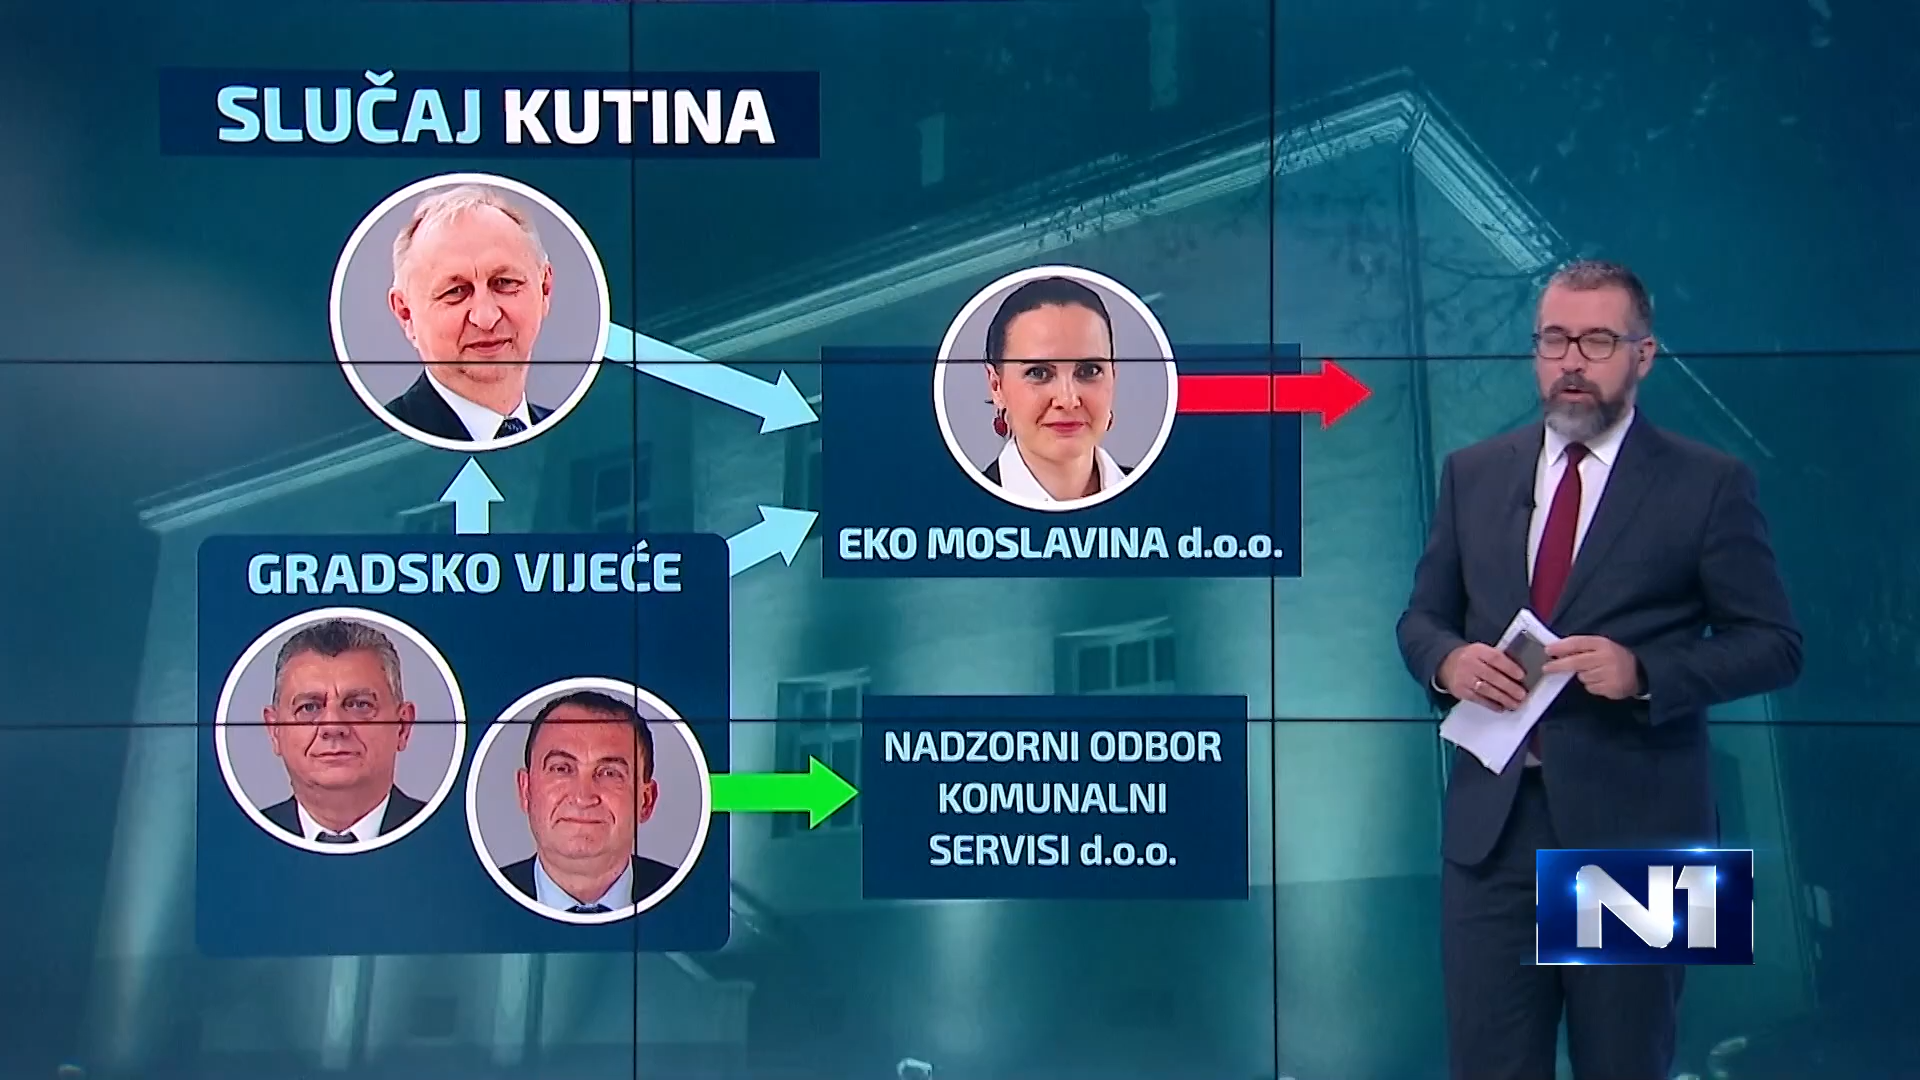 SLUČAJ KUTINA
EKO MOSLAVINA d.o.o.
GRADSKO VIJEĆE
NADZORNI ODBOR
KOMUNALNI
SERVISI d.o.o.
N1